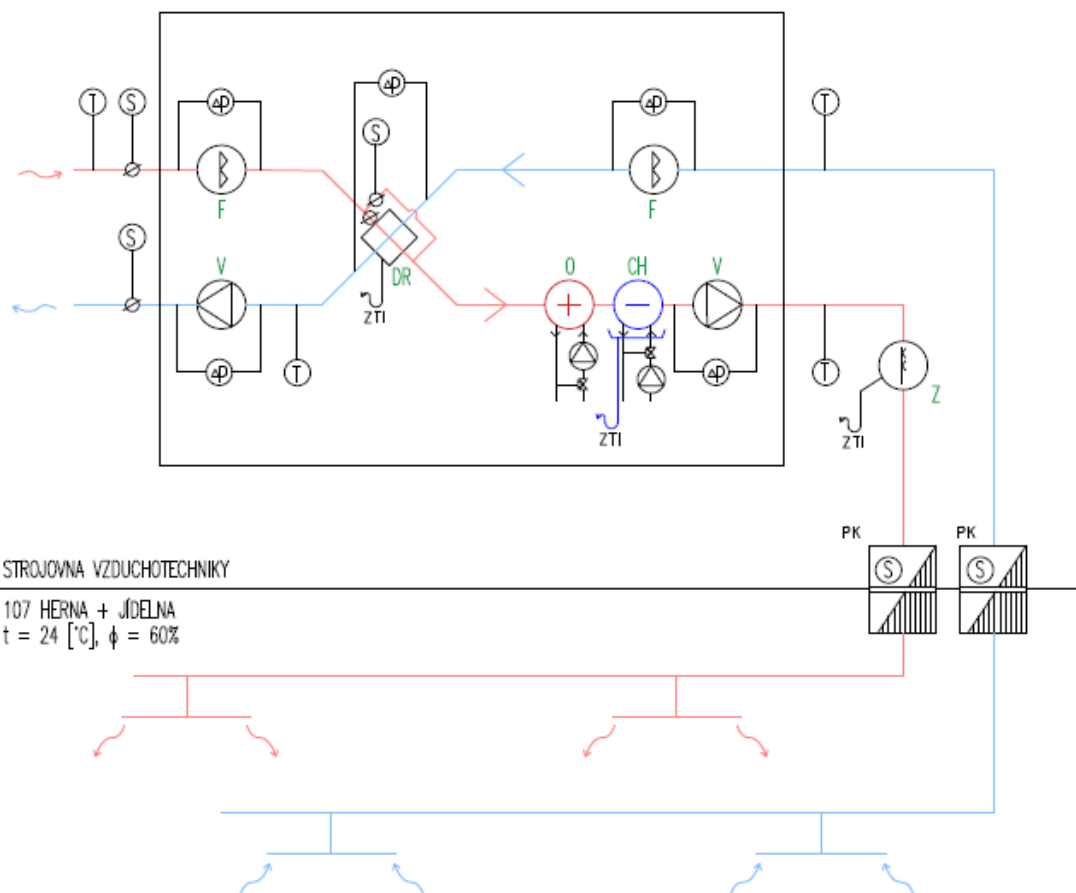 Δp
T
S
Δp
S
Δp
T
F
F
S
V
DR
O
CH
V
ZTI
Δp
T
Δp
T
Z
ZTI
ZTI
PK
PK
STROJOVNA VZDUCHOTECHNIKY
S
S
107 HERNA + JÍDELNA
t = 24 [°C], ϕ = 60%